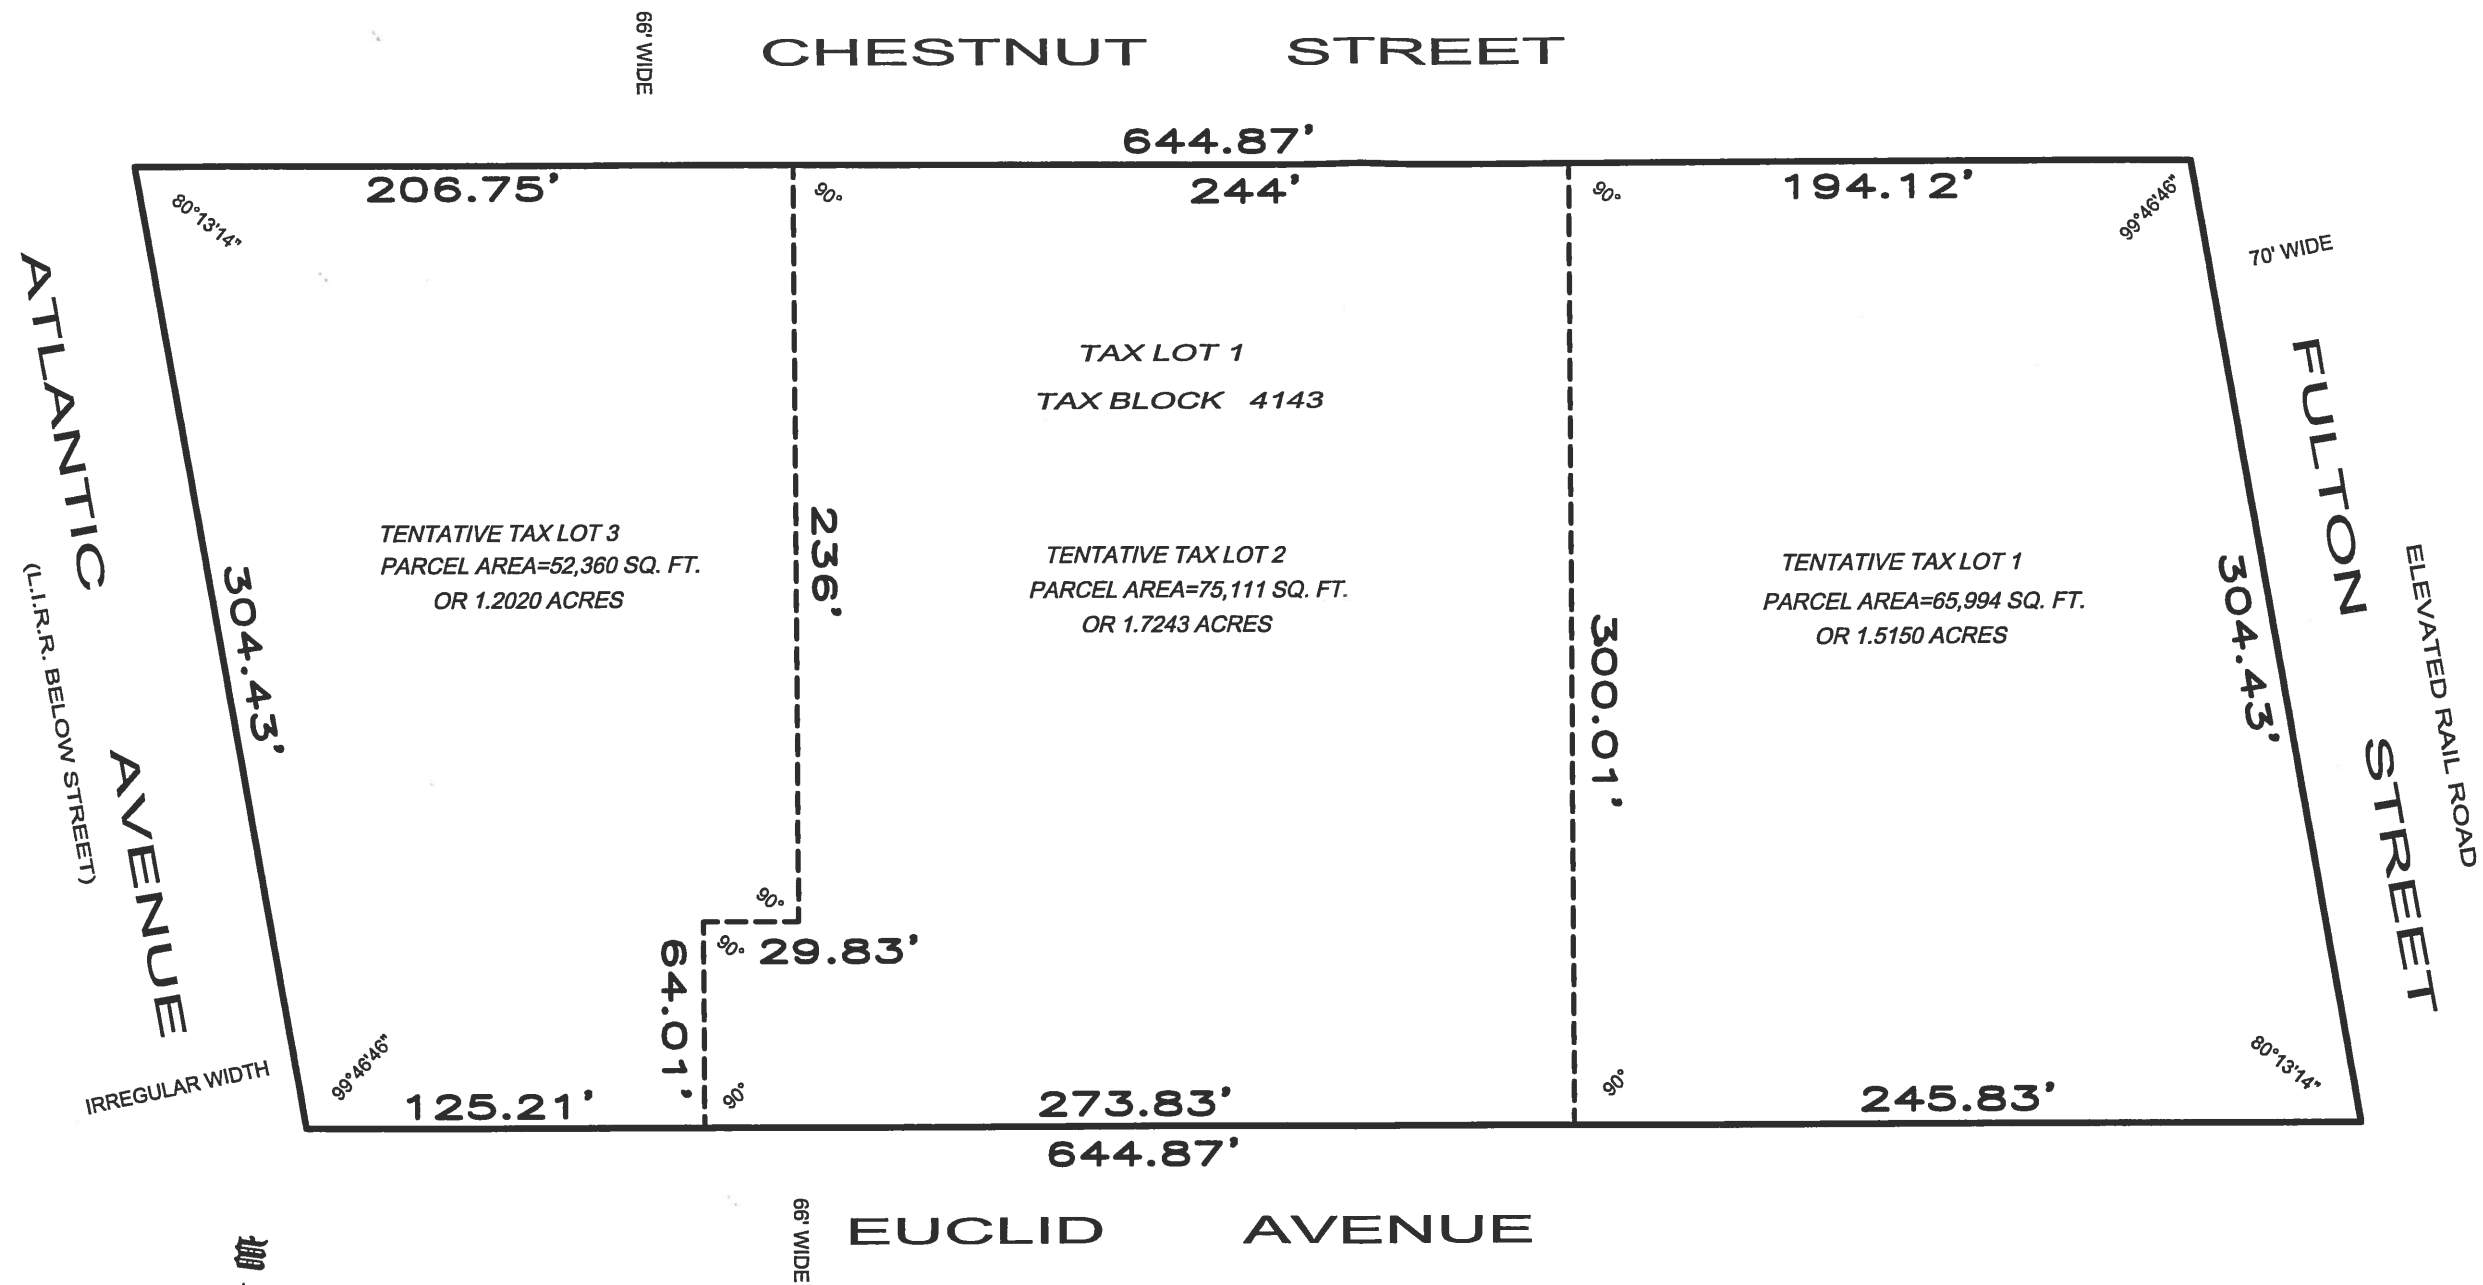 66' WIDE
CHESTNUT STREET
644.87'
206.75'
244'
194.12'
80°13'14"
90°
90°
99°46'46"
70' WIDE
ATLANTIC AVENUE
(L.I.R.R. BELOW STREET)
IRREGULAR WIDTH
304.43'
TAX LOT 1
TAX BLOCK 4143
TENTATIVE TAX LOT 3
PARCEL AREA=52,360 SQ. FT.
OR 1.2020 ACRES
236'
TENTATIVE TAX LOT 2
PARCEL AREA=75,111 SQ. FT.
OR 1.7243 ACRES
300.01'
TENTATIVE TAX LOT 1
PARCEL AREA=65,994 SQ. FT.
OR 1.5150 ACRES
304.43'
FULTON STREET
ELEVATED RAIL ROAD
90°
90°
29.83'
64.01'
99°46'46"
125.21'
90°
273.83'
90°
245.83'
80°13'14"
644.87'
66' WIDE
EUCLID AVENUE